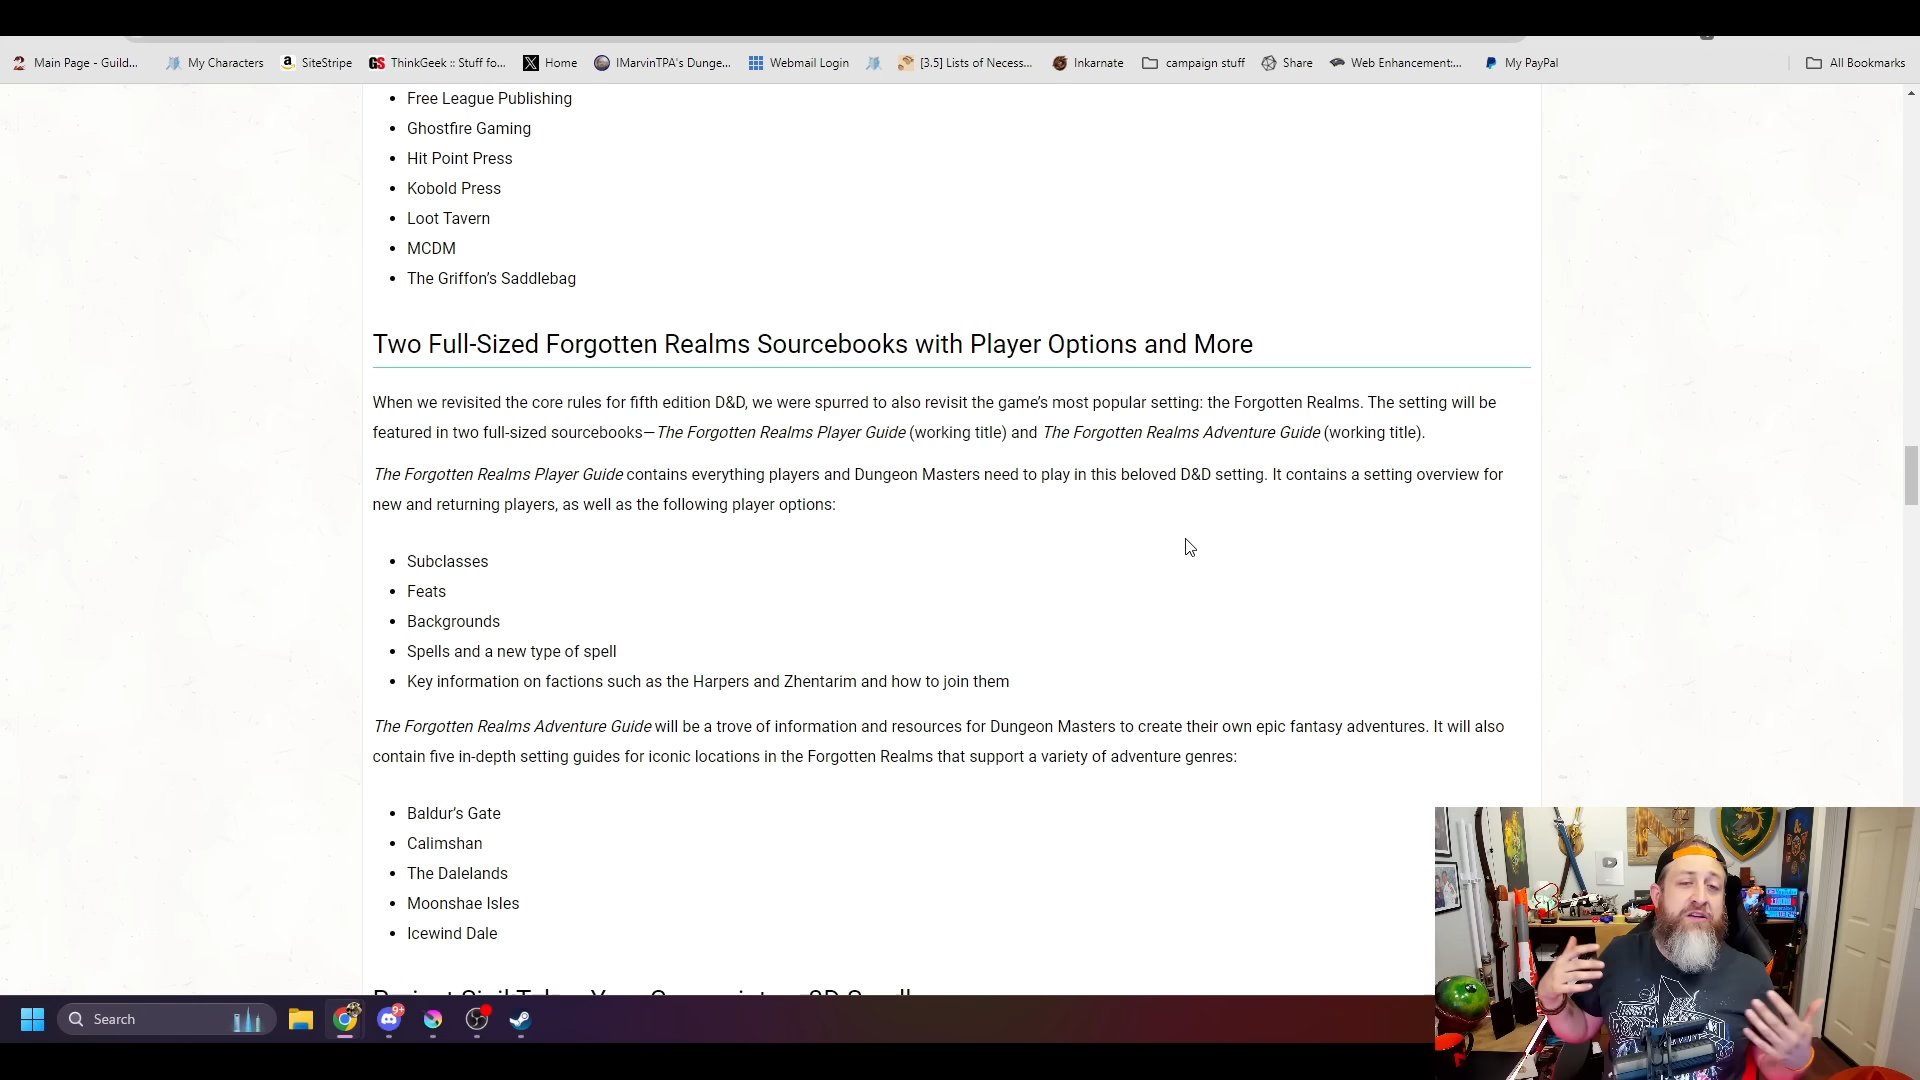 Main Page - Guild...
My Characters
SiteStripe
ThinkGeek :: Stuff fo...
Home
IMarvinTPA's Dunge...
Webmail Login
[3.5] Lists of Necess...
Inkarnate
campaign stuff
Share
Web Enhancement:...
My PayPal
All Bookmarks
• Free League Publishing
• Ghostfire Gaming
• Hit Point Press
• Kobold Press
• Loot Tavern
• MCDM
• The Griffon's Saddlebag
Two Full-Sized Forgotten Realms Sourcebooks with Player Options and More
When we revisited the core rules for fifth edition D&D, we were spurred to also revisit the game's most popular setting: the Forgotten Realms. The setting will be
featured in two full-sized sourcebooks—The Forgotten Realms Player Guide (working title) and The Forgotten Realms Adventure Guide (working title).
The Forgotten Realms Player Guide contains everything players and Dungeon Masters need to play in this beloved D&D setting. It contains a setting overview for
new and returning players, as well as the following player options:
• Subclasses
• Feats
• Backgrounds
• Spells and a new type of spell
• Key information on factions such as the Harpers and Zhentarim and how to join them
The Forgotten Realms Adventure Guide will be a trove of information and resources for Dungeon Masters to create their own epic fantasy adventures. It will also
contain five in-depth setting guides for iconic locations in the Forgotten Realms that support a variety of adventure genres:
• Baldur's Gate
• Calimshan
• The Dalelands
• Moonshae Isles
• Icewind Dale
Search
9+